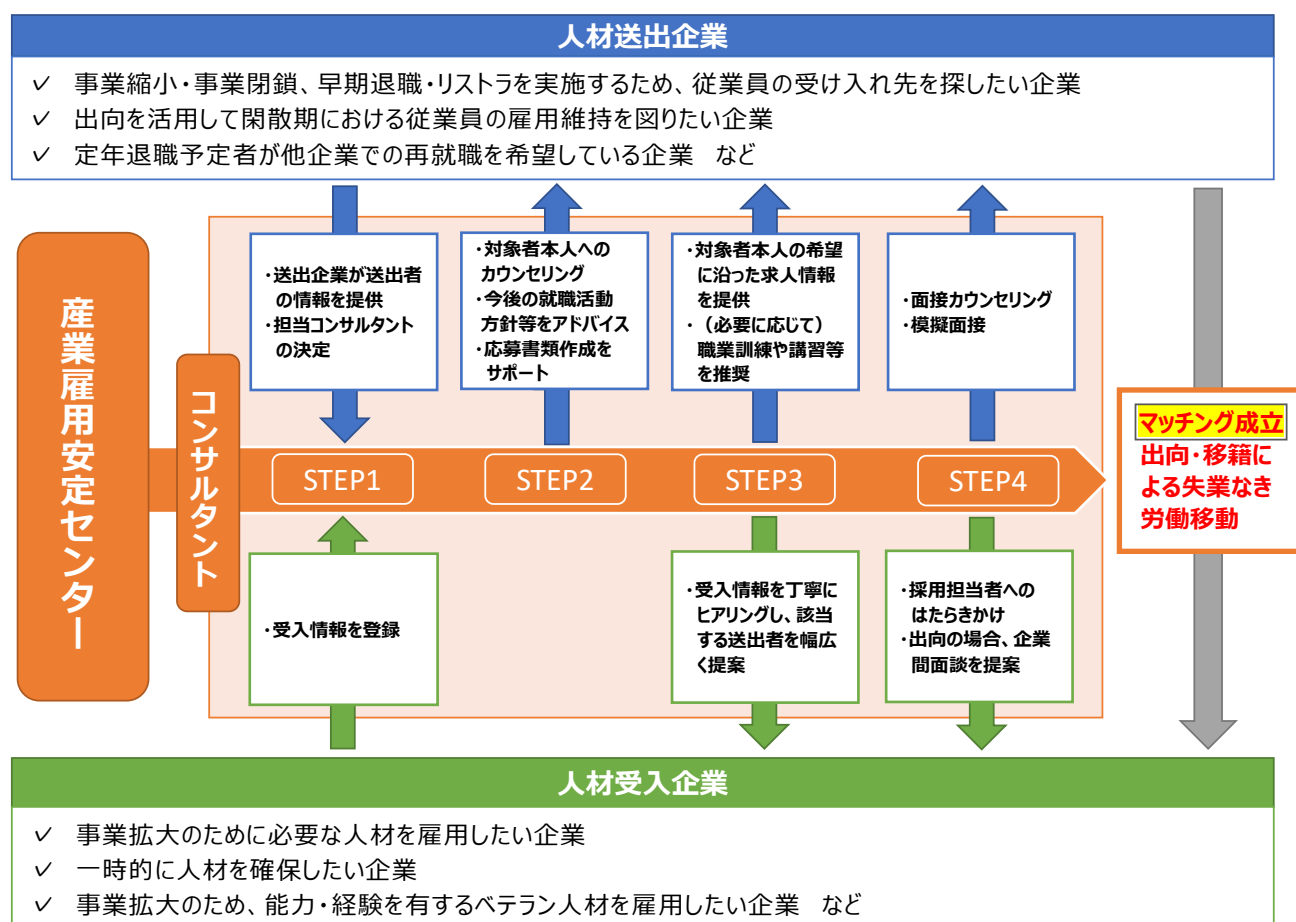 人材送出企業
✓ 事業縮小・事業閉鎖、早期退職・リストラを実施するため、従業員の受け入れ先を探したい企業
✓ 出向を活用して閑散期における従業員の雇用維持を図りたい企業
✓ 定年退職予定者が他企業での再就職を希望している企業　など
産業雇用安定センター
コンサルタント
・送出企業が送出者
の情報を提供
・担当コンサルタント
の決定
・対象者本人への
カウンセリング
・今後の就職活動
方針等をアドバイス
・応募書類作成を
サポート
・対象者本人の希望
に沿った求人情報
を提供
・（必要に応じて）
職業訓練や講習等
を推奨
・面接カウンセリング
・模擬面接
STEP1
STEP2
STEP3
STEP4
マッチング成立
出向・移籍に
よる失業なき
労働移動
・受入情報を登録
・受入情報を丁寧に
ヒアリングし、該当
する送出者を幅広
く提案
・採用担当者への
はたらきかけ
・出向の場合、企業
間面談を提案
人材受入企業
✓ 事業拡大のために必要な人材を雇用したい企業
✓ 一時的に人材を確保したい企業
✓ 事業拡大のため、能力・経験を有するベテラン人材を雇用したい企業　など